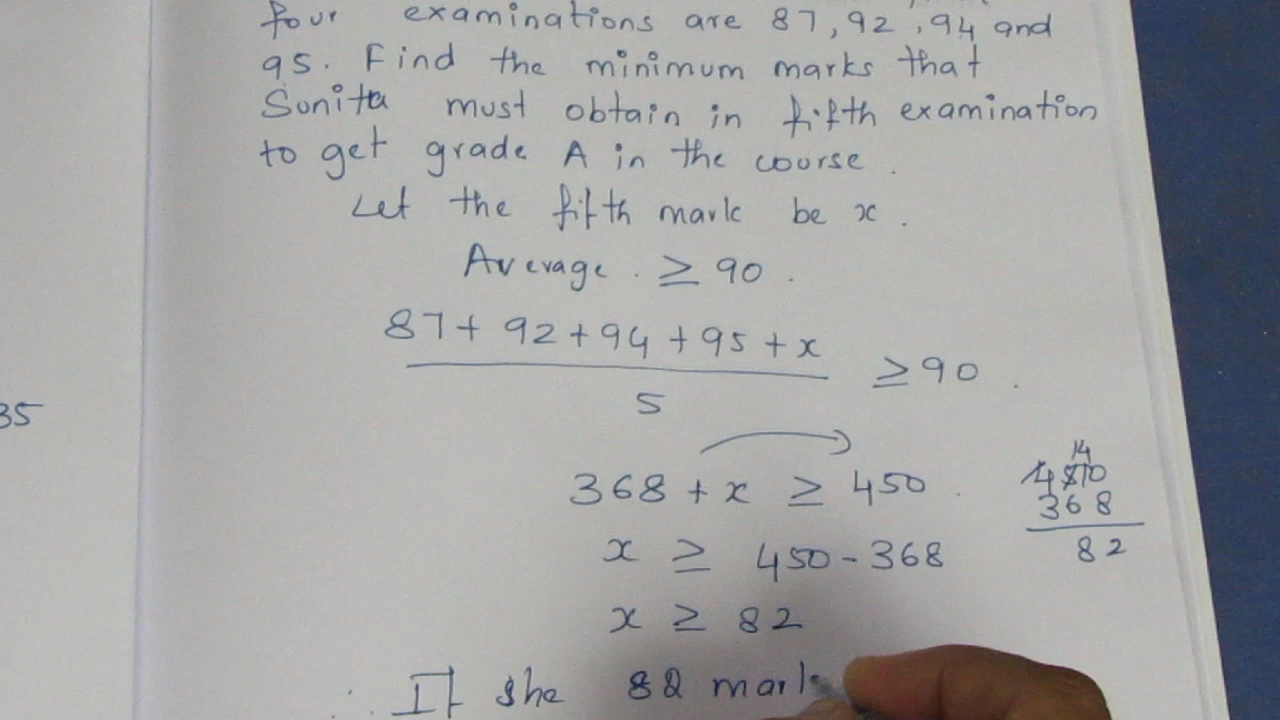 four examinations are 87, 92, 94 and
95. Find the minimum marks that
Sunita must obtain in fifth examination
to get grade A in the course.
Let the fifth mark be x.
Average ≥ 90.
87 + 92 + 94 + 95 + x
5
≥ 90.
35
368 + x ≥ 450.
14
450
368
82
x ≥ 450 - 368
x ≥ 82
∴ If she 82 mark